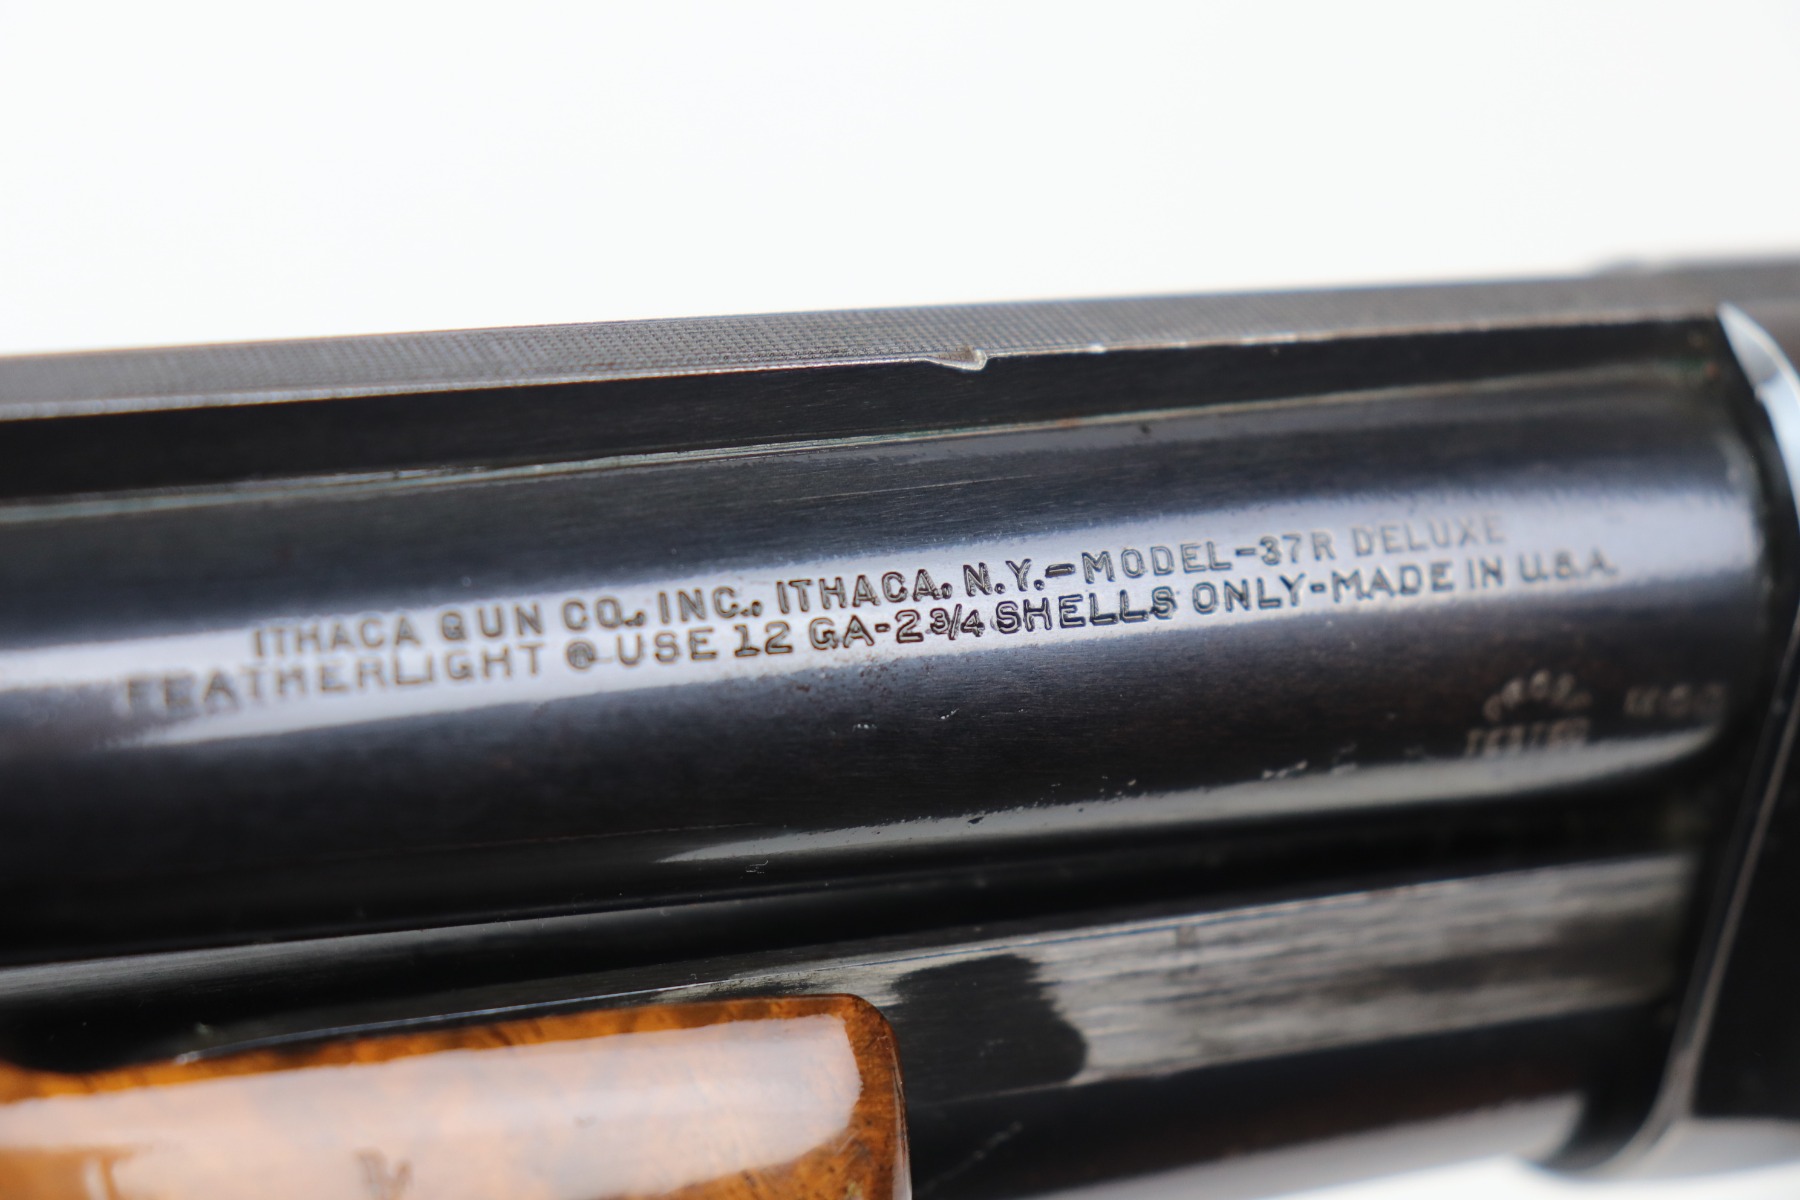 ITHACA GUN CO., INC., ITHACA, N.Y.-MODEL-37R DELUXE
FEATHERLIGHT ® USE 12 GA-2 3/4 SHELLS ONLY-MADE IN U.S.A.
TESTED